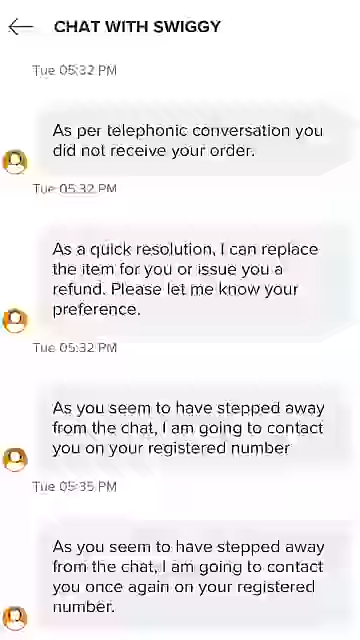 CHAT WITH SWIGGY
Tue 05:32 PM
As per telephonic conversation you
did not receive your order.
Tue 05:32 PM
As a quick resolution, I can replace
the item for you or issue you a
refund. Please let me know your
preference.
Tue 05:32 PM
As you seem to have stepped away
from the chat, I am going to contact
you on your registered number
Tue 05:35 PM
As you seem to have stepped away
from the chat, I am going to contact
you once again on your registered
number.